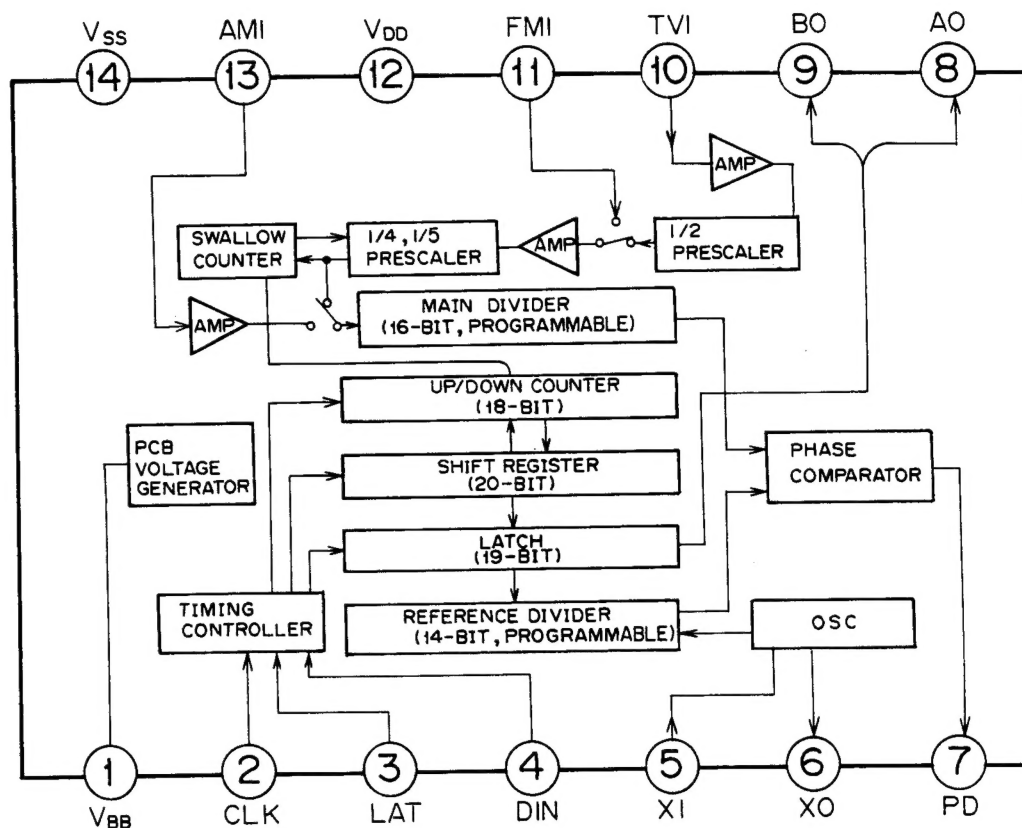 VSS AMI VDD FMI TVI BO AO
14 13 12 11 10 9 8
AMP
SWALLOW
COUNTER
1/4, 1/5
PRESCALER
AMP
1/2
PRESCALER
AMP
MAIN DIVIDER
(16-BIT, PROGRAMMABLE)
UP/DOWN COUNTER
(18-BIT)
PCB
VOLTAGE
GENERATOR
SHIFT REGISTER
(20-BIT)
PHASE
COMPARATOR
LATCH
(19-BIT)
TIMING
CONTROLLER
REFERENCE DIVIDER
(14-BIT, PROGRAMMABLE)
OSC
1 2 3 4 5 6 7
VBB CLK LAT DIN XI XO PD